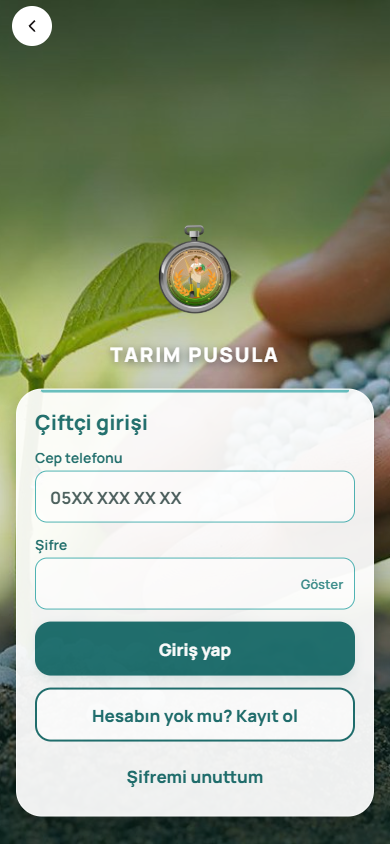 TARIM PUSULA
Çiftçi girişi
Cep telefonu
05XX XXX XX XX
Şifre
Göster
Giriş yap
Hesabın yok mu? Kayıt ol
Şifremi unuttum